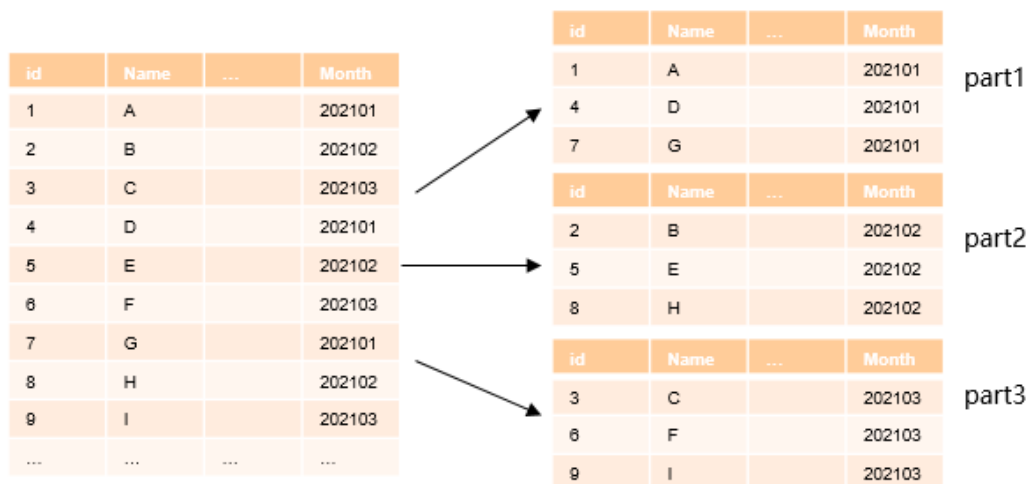 id Name ... Month
1 A 202101
2 B 202102
3 C 202103
4 D 202101
5 E 202102
6 F 202103
7 G 202101
8 H 202102
9 I 202103
... ... ... ...
id Name ... Month
1 A 202101
4 D 202101
7 G 202101
part1
id Name ... Month
2 B 202102
5 E 202102
8 H 202102
part2
id Name ... Month
3 C 202103
6 F 202103
9 I 202103
part3